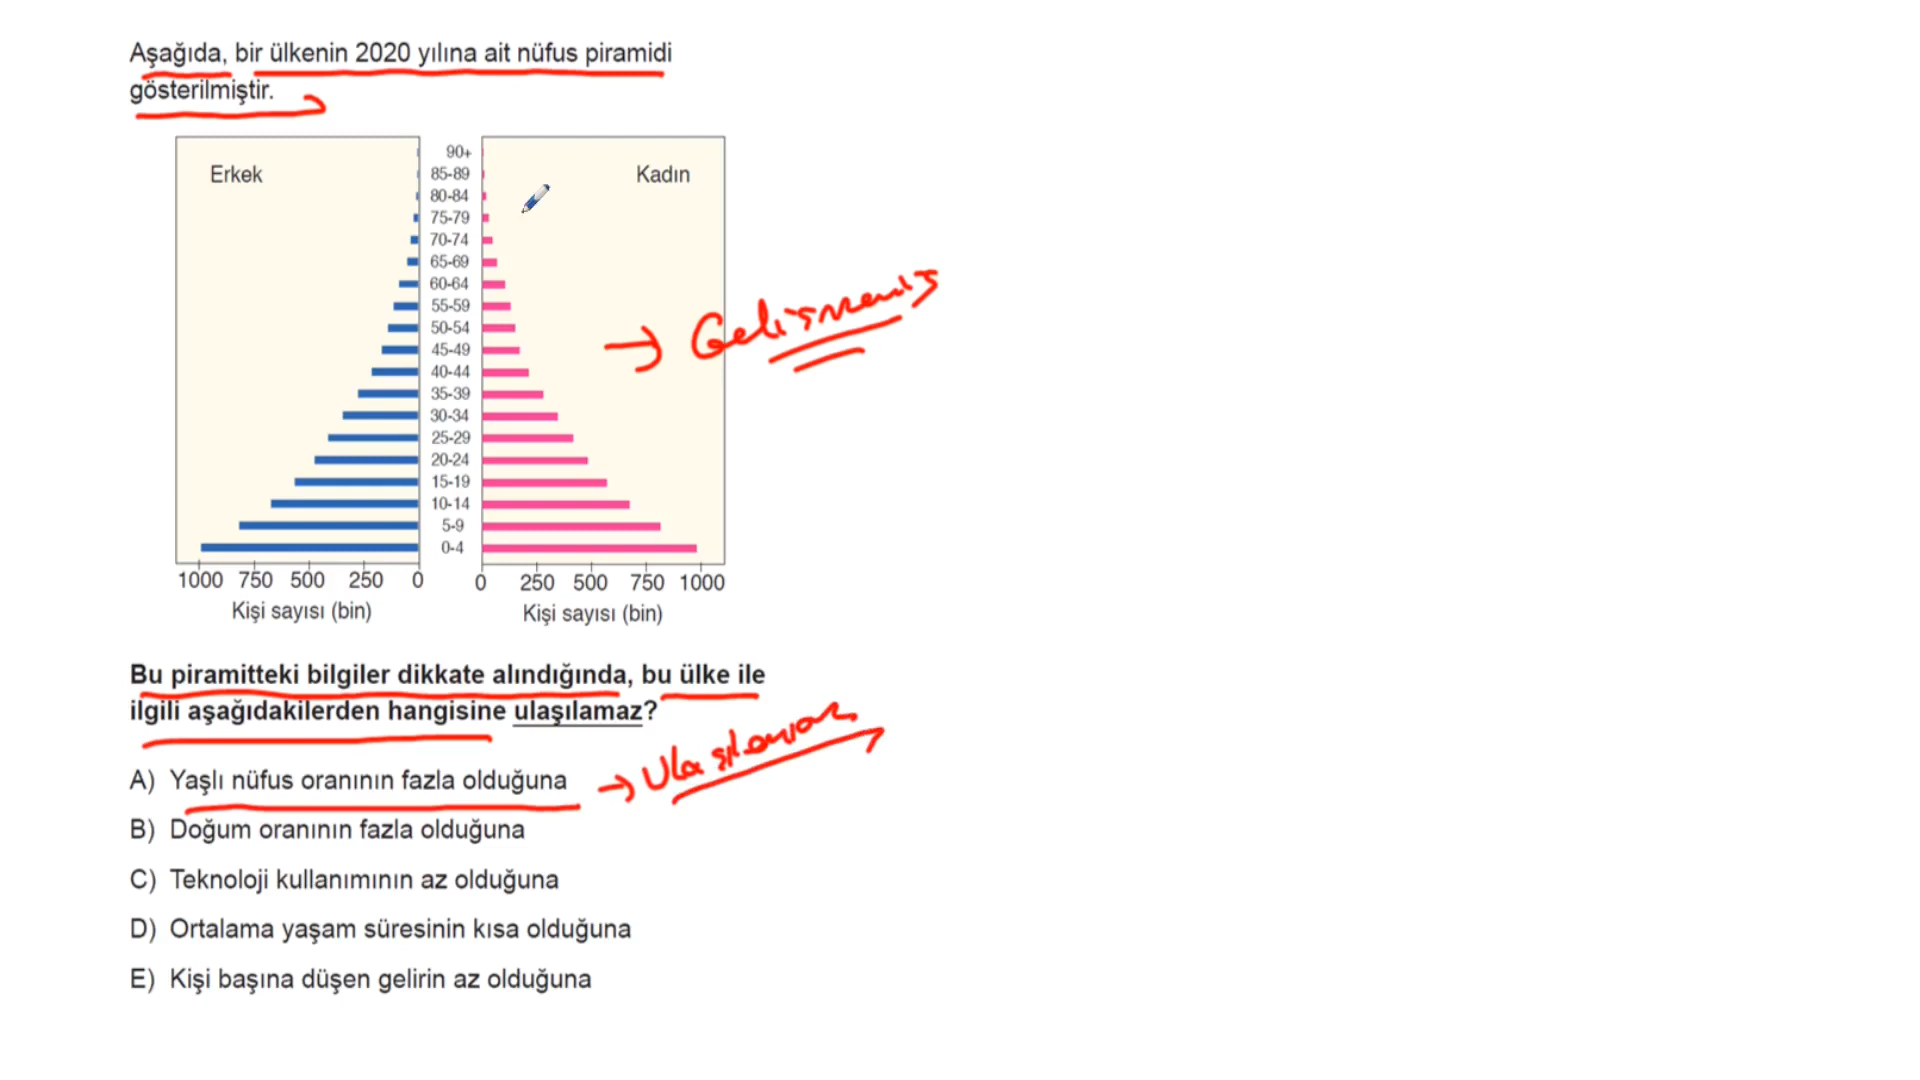 Aşağıda, bir ülkenin 2020 yılına ait nüfus piramidi
gösterilmiştir.
Erkek
Kadın
90+
85-89
80-84
75-79
70-74
65-69
60-64
55-59
50-54
45-49
40-44
35-39
30-34
25-29
20-24
15-19
10-14
5-9
0-4
1000 750 500 250 0
0 250 500 750 1000
Kişi sayısı (bin)
Kişi sayısı (bin)
Gelişmemiş
Bu piramitteki bilgiler dikkate alındığında, bu ülke ile
ilgili aşağıdakilerden hangisine ulaşılamaz?
A) Yaşlı nüfus oranının fazla olduğuna
Ulaşılamaz
B) Doğum oranının fazla olduğuna
C) Teknoloji kullanımının az olduğuna
D) Ortalama yaşam süresinin kısa olduğuna
E) Kişi başına düşen gelirin az olduğuna